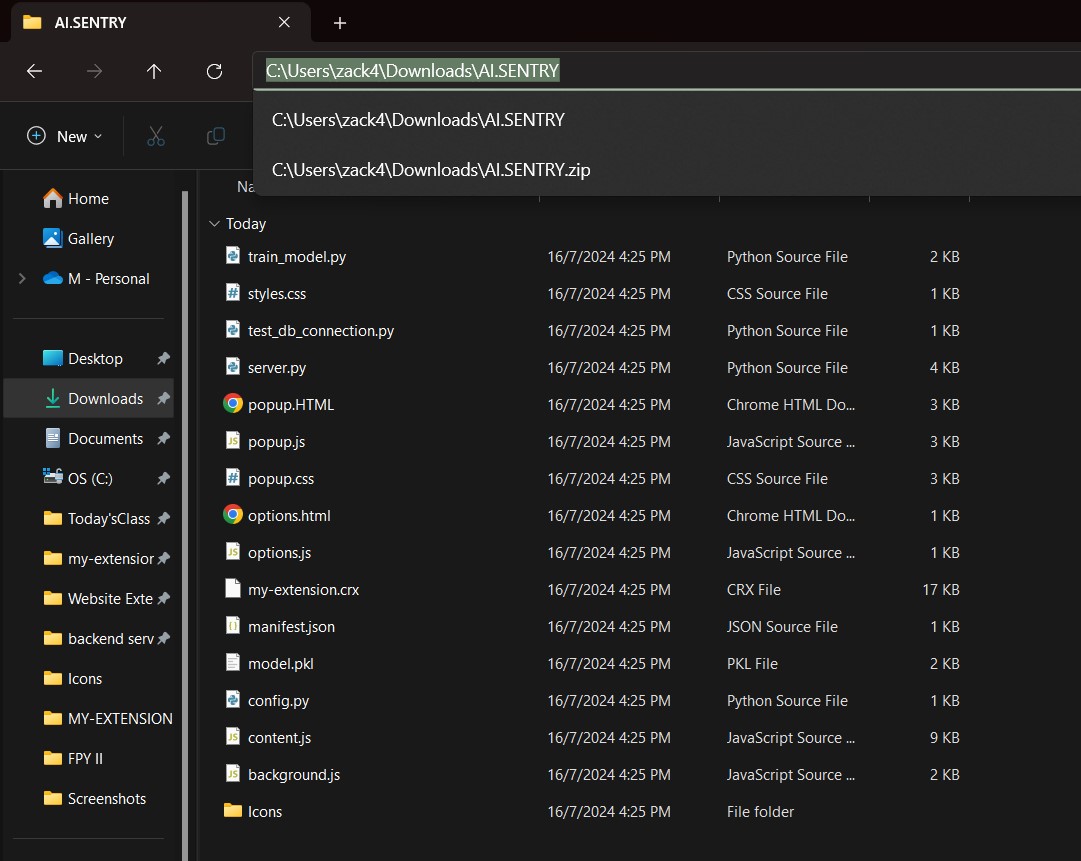 AI.SENTRY
C:\Users\zack4\Downloads\AI.SENTRY
New
C:\Users\zack4\Downloads\AI.SENTRY
C:\Users\zack4\Downloads\AI.SENTRY.zip
Home
Gallery
M - Personal
Desktop
Downloads
Documents
OS (C:)
Today'sClass
my-extensior
Website Exte
backend serv
Icons
MY-EXTENSION
FPY II
Screenshots
Na
Today
train_model.py 16/7/2024 4:25 PM Python Source File 2 KB
styles.css 16/7/2024 4:25 PM CSS Source File 1 KB
test_db_connection.py 16/7/2024 4:25 PM Python Source File 1 KB
server.py 16/7/2024 4:25 PM Python Source File 4 KB
popup.HTML 16/7/2024 4:25 PM Chrome HTML Do... 3 KB
popup.js 16/7/2024 4:25 PM JavaScript Source ... 3 KB
popup.css 16/7/2024 4:25 PM CSS Source File 3 KB
options.html 16/7/2024 4:25 PM Chrome HTML Do... 1 KB
options.js 16/7/2024 4:25 PM JavaScript Source ... 1 KB
my-extension.crx 16/7/2024 4:25 PM CRX File 17 KB
manifest.json 16/7/2024 4:25 PM JSON Source File 1 KB
model.pkl 16/7/2024 4:25 PM PKL File 2 KB
config.py 16/7/2024 4:25 PM Python Source File 1 KB
content.js 16/7/2024 4:25 PM JavaScript Source ... 9 KB
background.js 16/7/2024 4:25 PM JavaScript Source ... 2 KB
Icons 16/7/2024 4:25 PM File folder